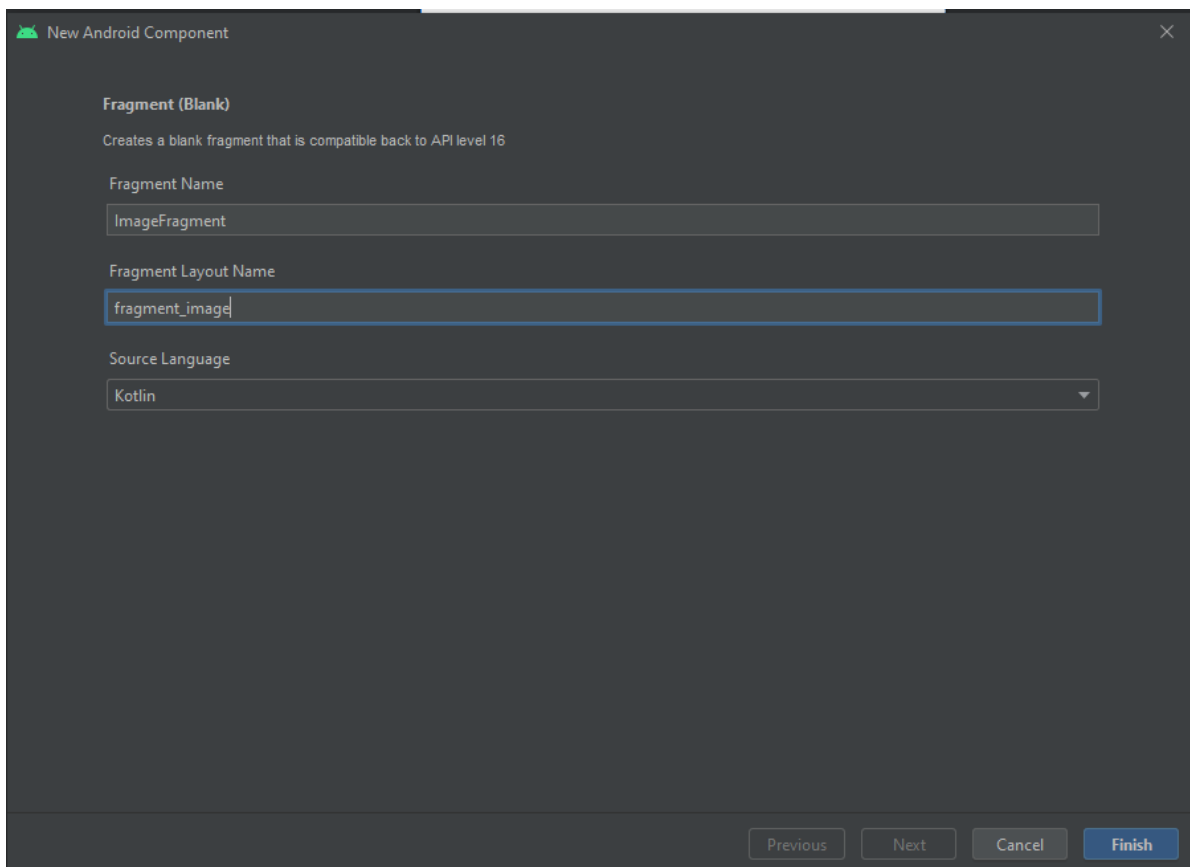 New Android Component
Fragment (Blank)
Creates a blank fragment that is compatible back to API level 16
Fragment Name
ImageFragment
Fragment Layout Name
fragment_image
Source Language
Kotlin
Previous Next Cancel Finish